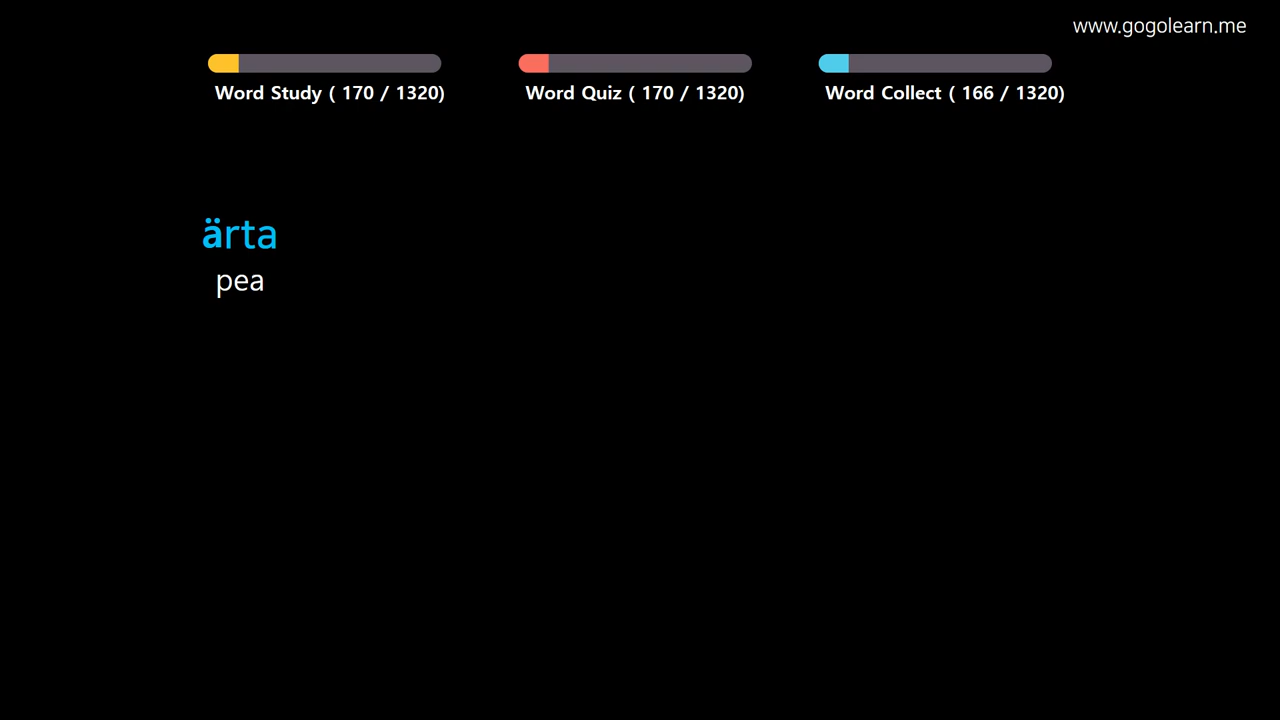 www.gogolearn.me
Word Study ( 170 / 1320)
Word Quiz ( 170 / 1320)
Word Collect ( 166 / 1320)
ärta
pea